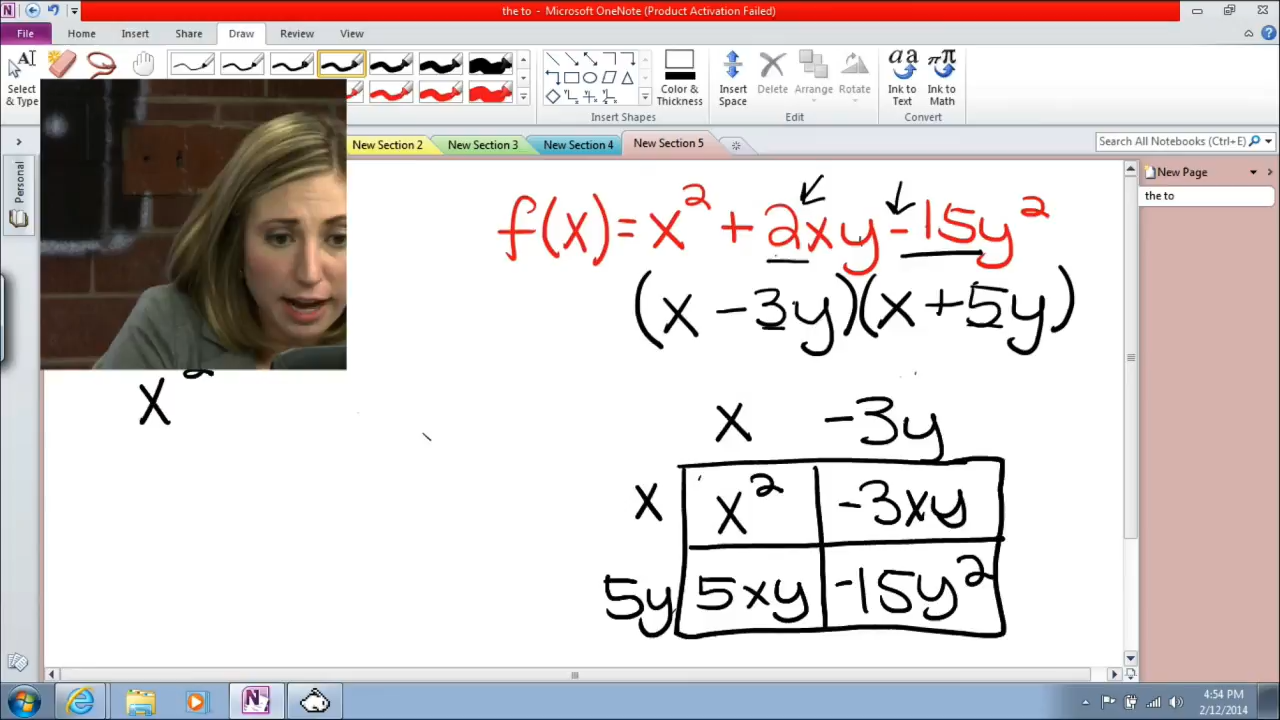 the to - Microsoft OneNote (Product Activation Failed)
File Home Insert Share Draw Review View
Select & Type
Color & Thickness
Insert Space
Delete
Arrange
Rotate
Ink to Text
Ink to Math
Insert Shapes
Edit
Convert
Personal
New Section 2 New Section 3 New Section 4 New Section 5
Search All Notebooks (Ctrl+E)
New Page
the to
f(x)= x² + 2xy -15y²
(x -3y)(x +5y)
x²
x -3y
x x² -3xy
5y 5xy -15y²
4:54 PM
2/12/2014